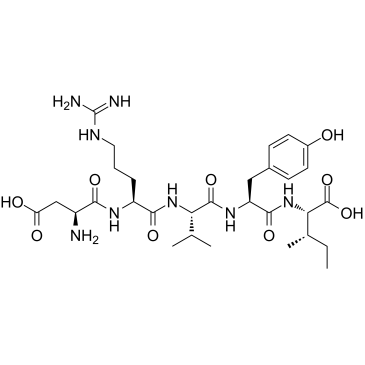 H₂N NH
HN
OH
O H O H O
HO N N OH
O NH₂ N H O N H O